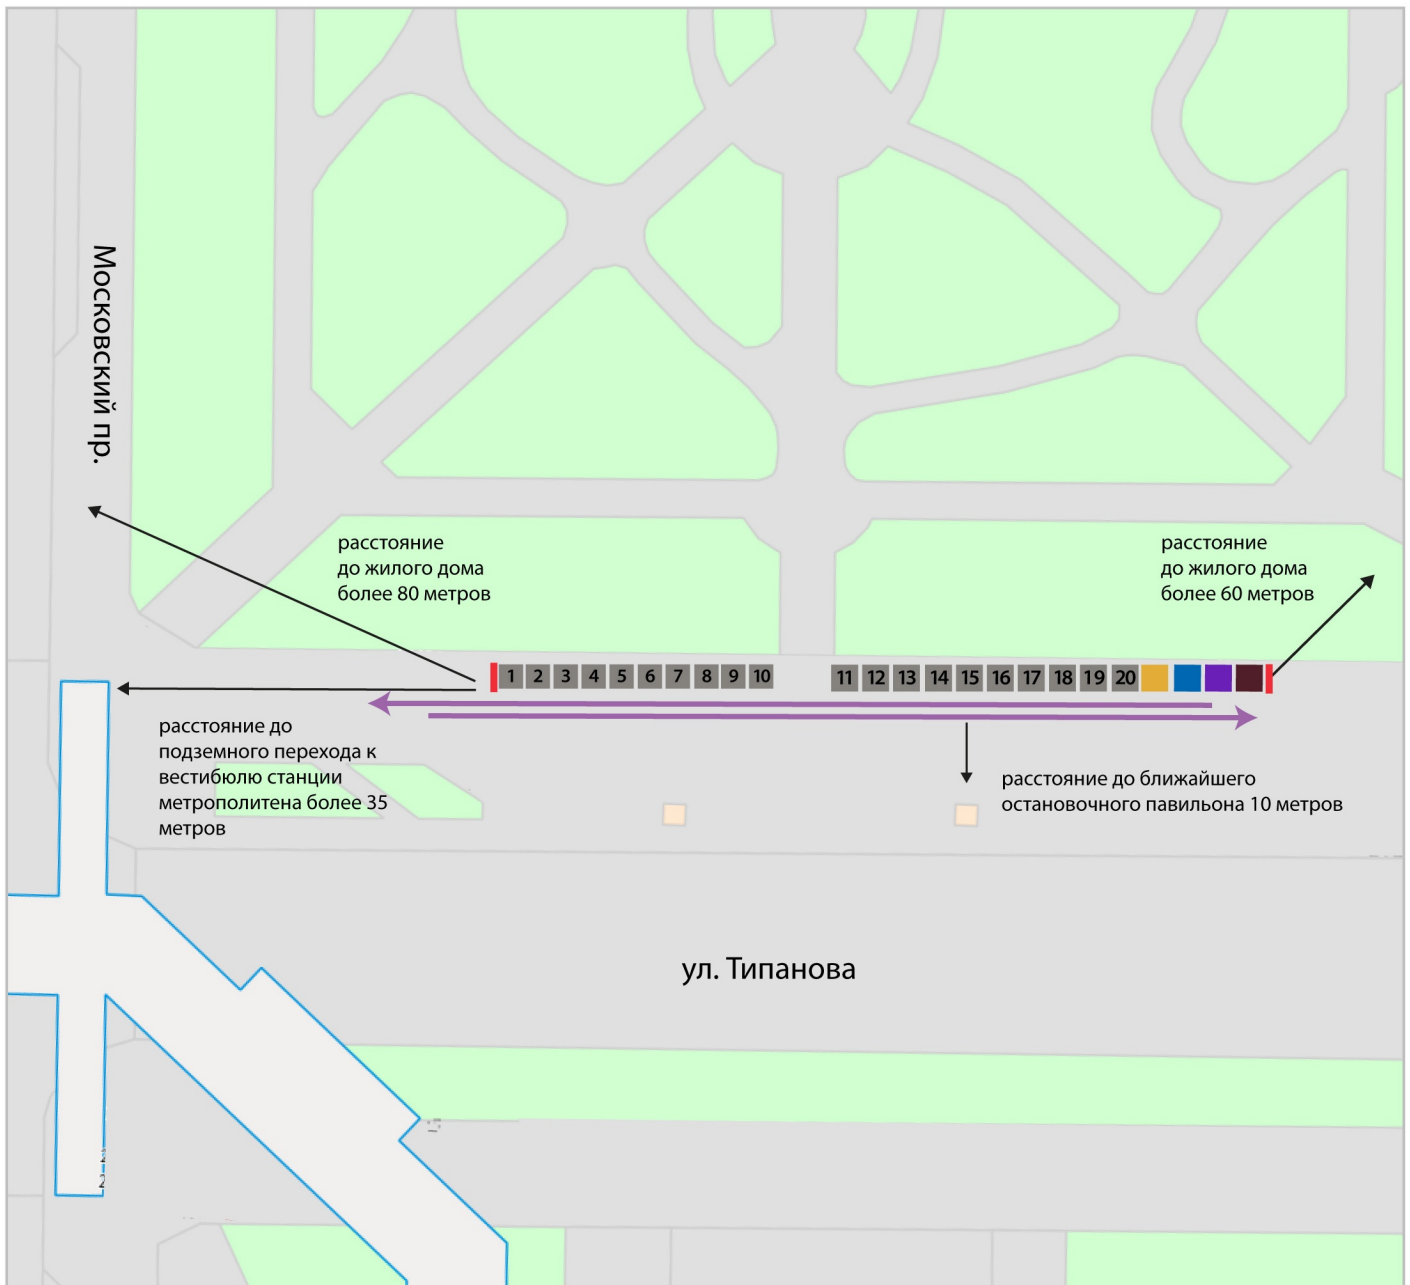 Московский пр.
расстояние
до жилого дома
более 80 метров
расстояние
до жилого дома
более 60 метров
1 2 3 4 5 6 7 8 9 10 11 12 13 14 15 16 17 18 19 20
расстояние до
подземного перехода к
вестибюлю станции
метрополитена более 35
метров
расстояние до ближайшего
остановочного павильона 10 метров
ул. Типанова